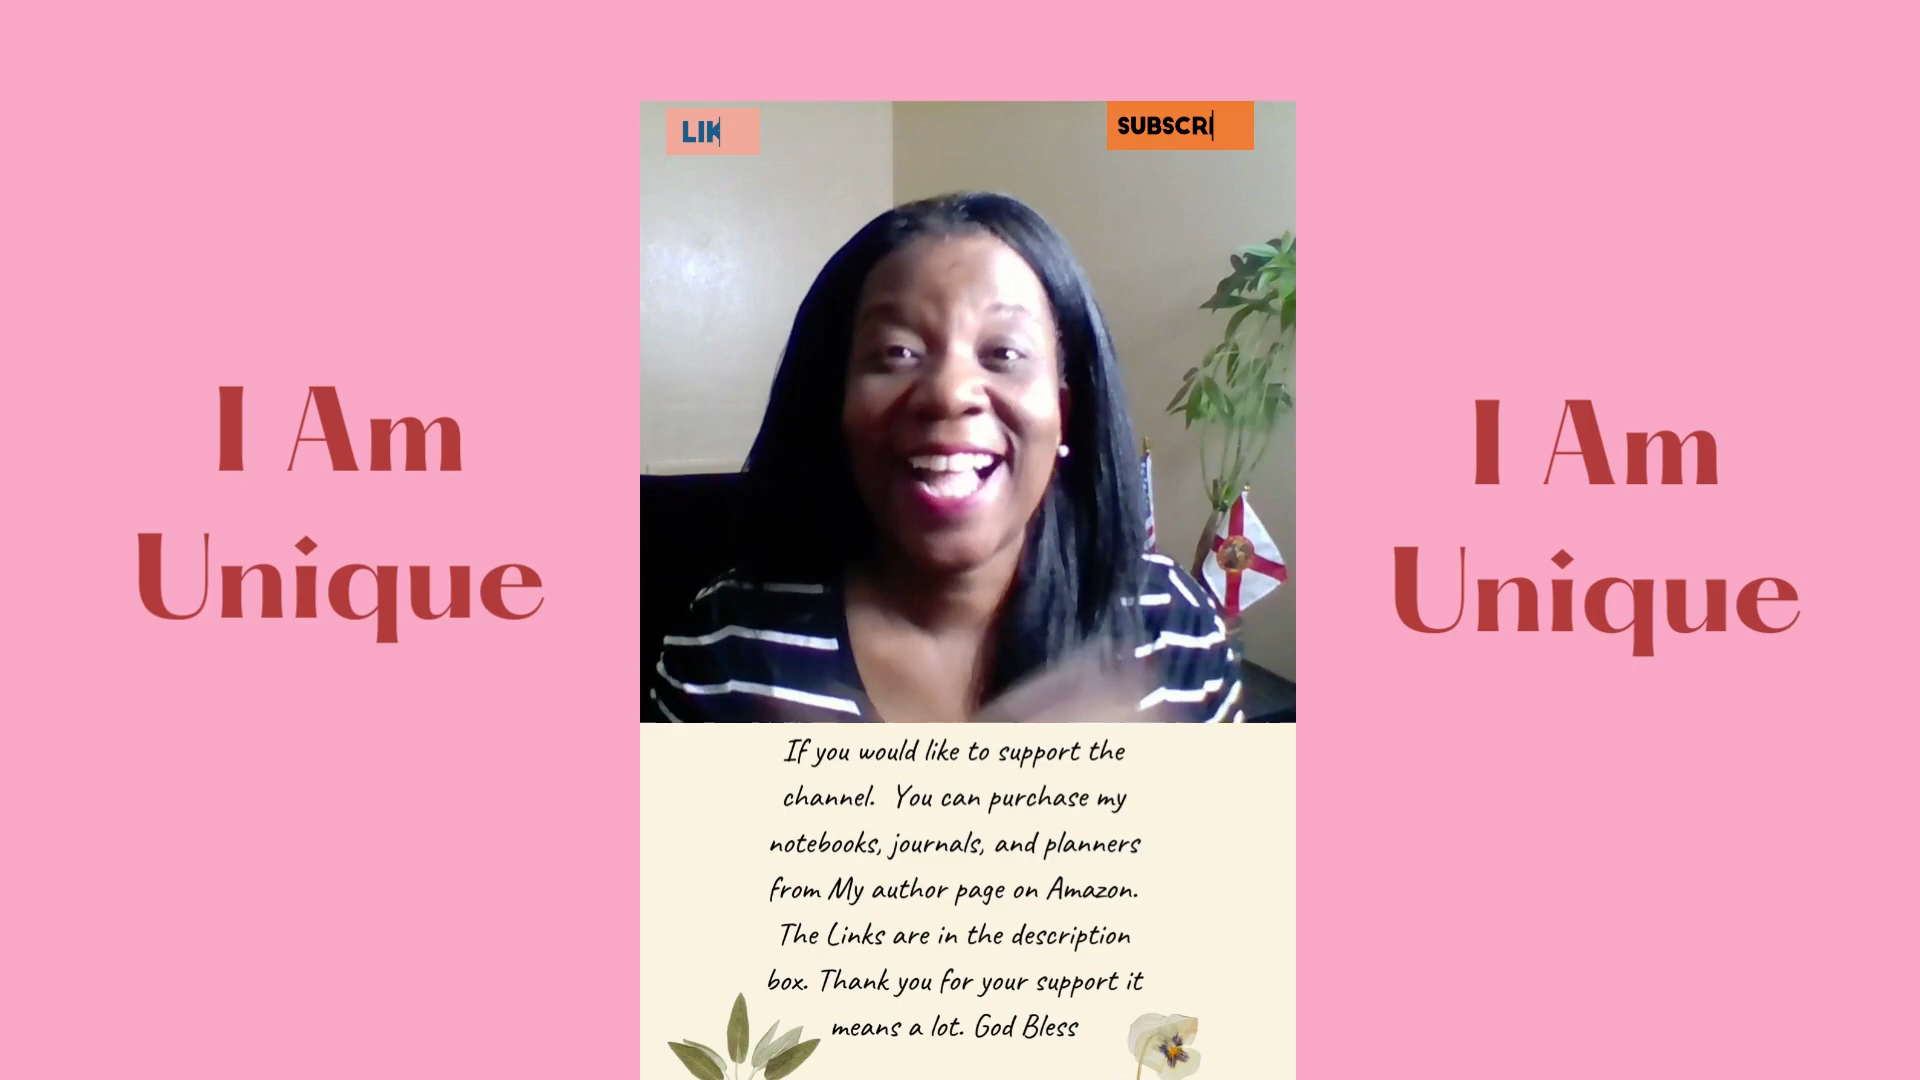 LIK
SUBSCRI
I Am
Unique
If you would like to support the
channel. You can purchase my
notebooks, journals, and planners
from My author page on Amazon.
The Links are in the description
box. Thank you for your support it
means a lot. God Bless
I Am
Unique